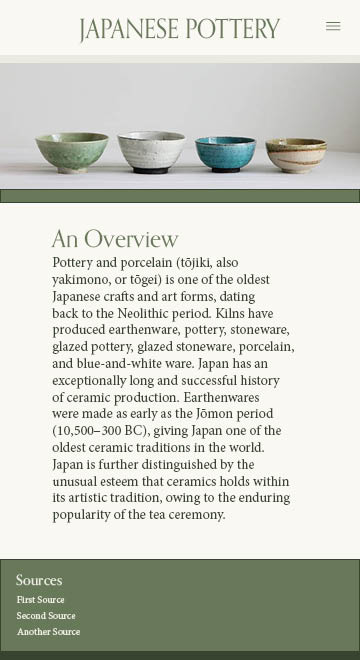 JAPANESE POTTERY
An Overview
Pottery and porcelain (tōjiki, also
yakimono, or tōgei) is one of the oldest
Japanese crafts and art forms, dating
back to the Neolithic period. Kilns have
produced earthenware, pottery, stoneware,
glazed pottery, glazed stoneware, porcelain,
and blue-and-white ware. Japan has an
exceptionally long and successful history
of ceramic production. Earthenwares
were made as early as the Jōmon period
(10,500–300 BC), giving Japan one of the
oldest ceramic traditions in the world.
Japan is further distinguished by the
unusual esteem that ceramics holds within
its artistic tradition, owing to the enduring
popularity of the tea ceremony.
Sources
First Source
Second Source
Another Source